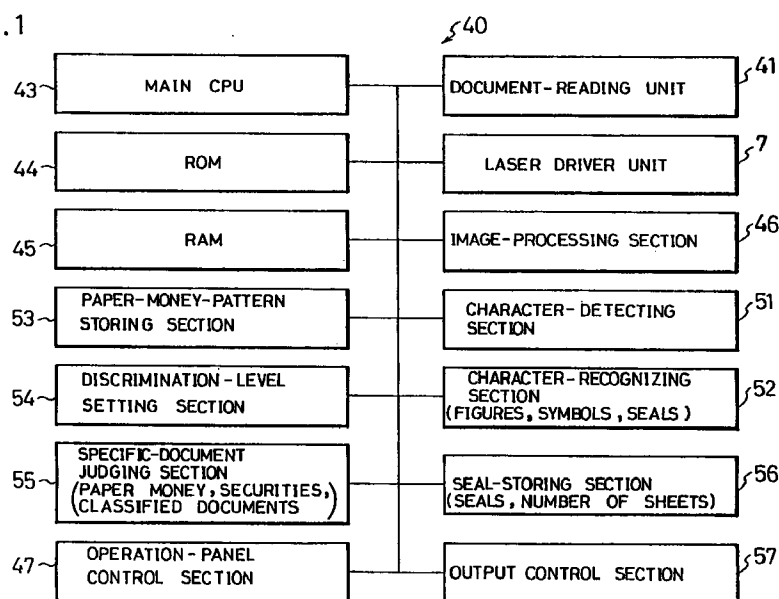 .1
40
43
MAIN CPU
DOCUMENT-READING UNIT
41
44
ROM
LASER DRIVER UNIT
7
45
RAM
IMAGE-PROCESSING SECTION
46
53
PAPER-MONEY-PATTERN
STORING SECTION
CHARACTER-DETECTING
SECTION
51
54
DISCRIMINATION-LEVEL
SETTING SECTION
CHARACTER-RECOGNIZING
SECTION
(FIGURES, SYMBOLS, SEALS)
52
55
SPECIFIC-DOCUMENT
JUDGING SECTION
(PAPER MONEY, SECURITIES,
CLASSIFIED DOCUMENTS)
SEAL-STORING SECTION
(SEALS, NUMBER OF SHEETS)
56
47
OPERATION-PANEL
CONTROL SECTION
OUTPUT CONTROL SECTION
57